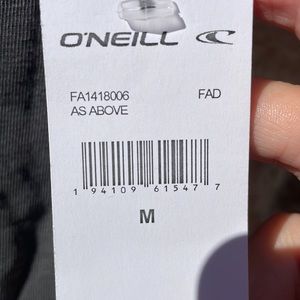 O'NEILL
FA1418006 FAD
AS ABOVE
1 94109 61547 7
M